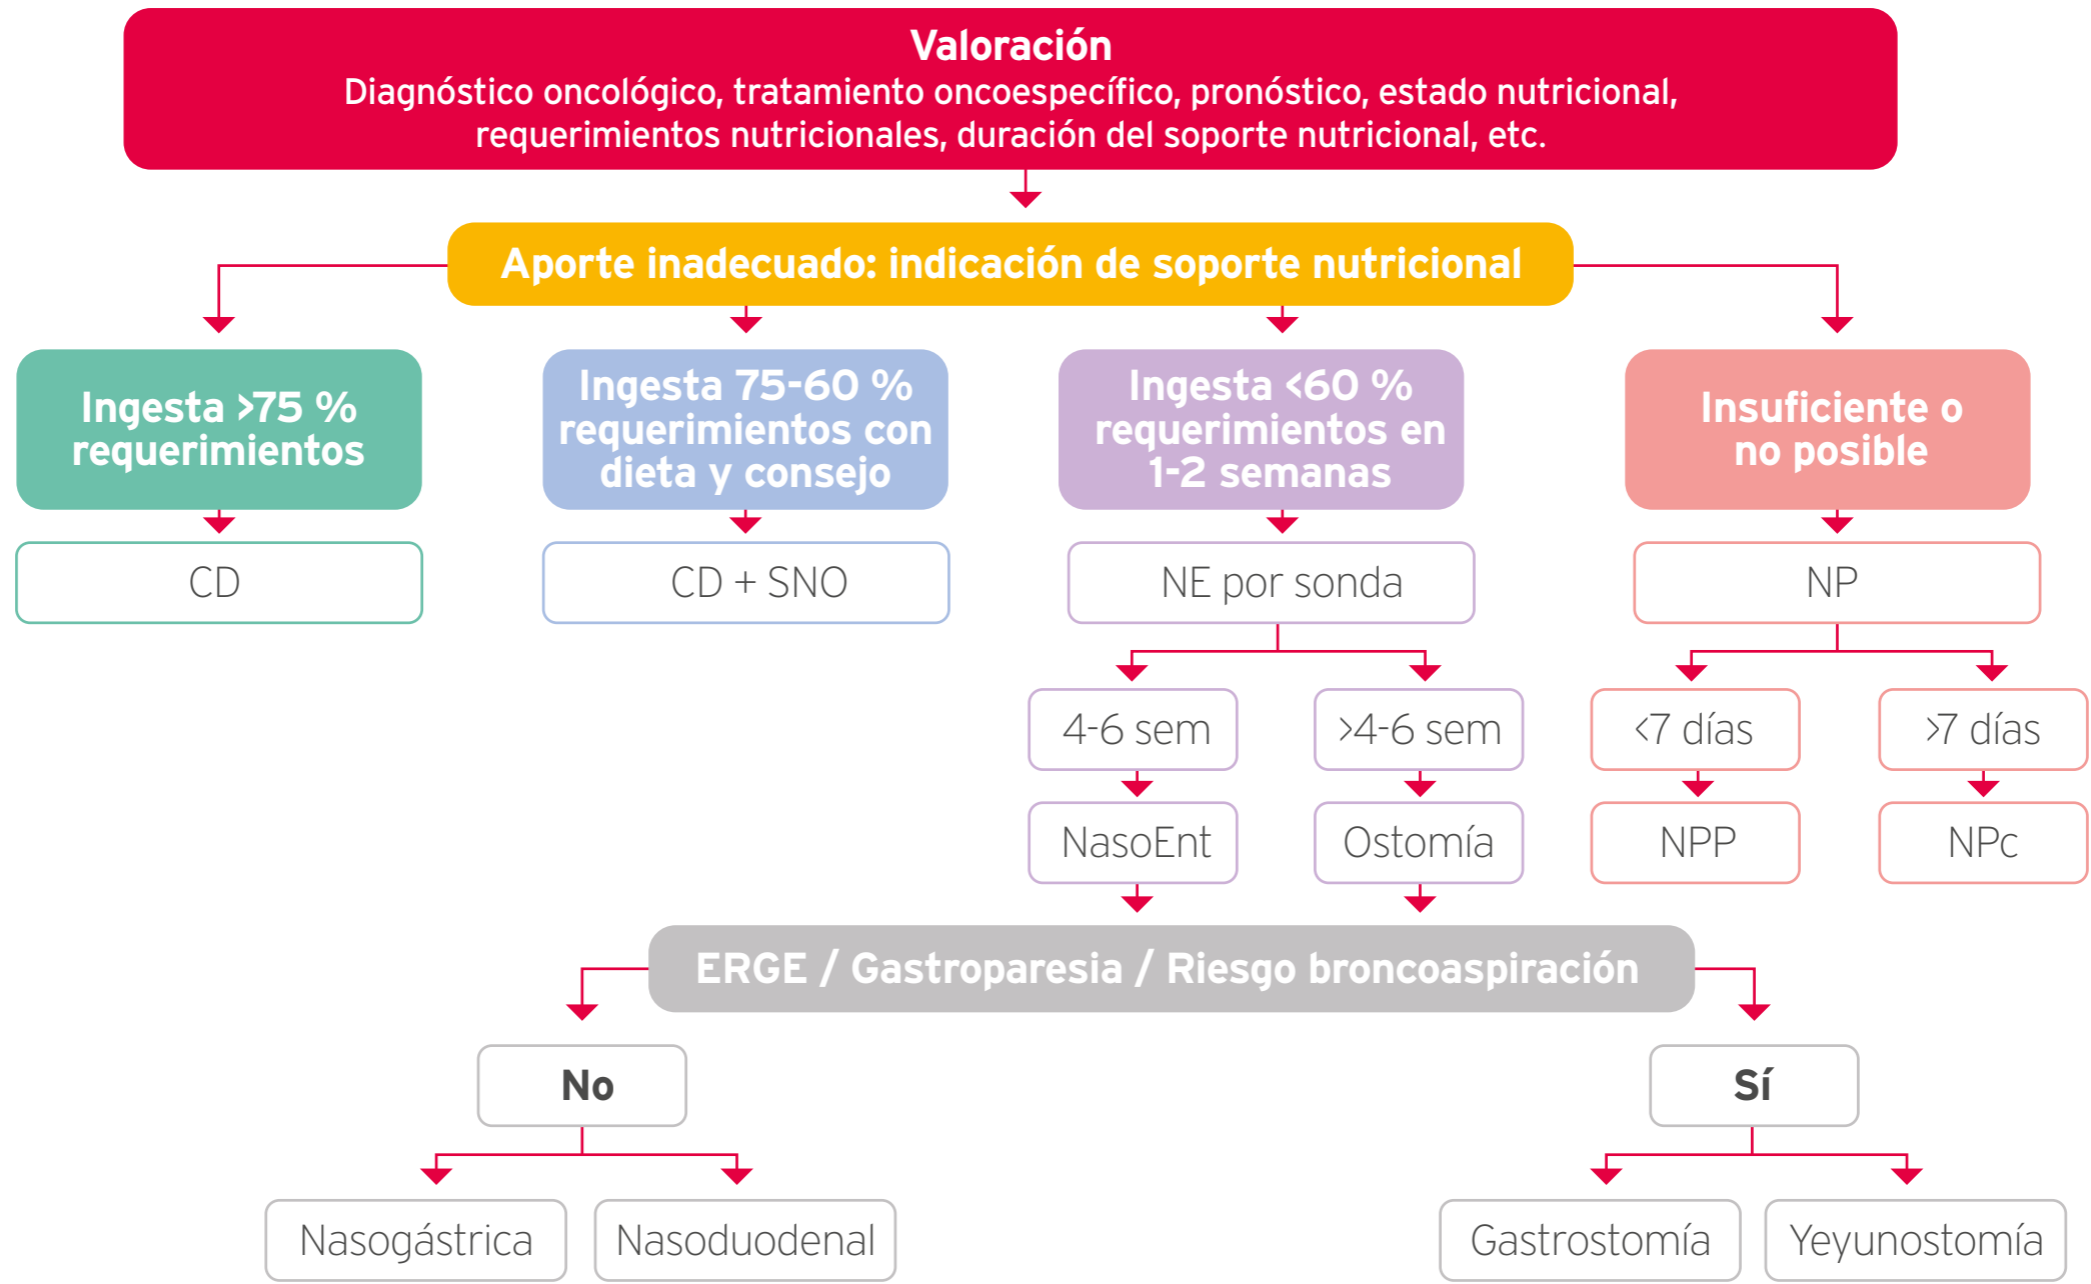 Valoración
Diagnóstico oncológico, tratamiento oncoespecífico, pronóstico, estado nutricional,
requerimientos nutricionales, duración del soporte nutricional, etc.
Aporte inadecuado: indicación de soporte nutricional
Ingesta >75 %
requerimientos
Ingesta 75-60 %
requerimientos con
dieta y consejo
Ingesta <60 %
requerimientos en
1-2 semanas
Insuficiente o
no posible
CD
CD + SNO
NE por sonda
NP
4-6 sem
>4-6 sem
<7 días
>7 días
NasoEnt
Ostomía
NPP
NPc
ERGE / Gastroparesia / Riesgo broncoaspiración
No
Sí
Nasogástrica
Nasoduodenal
Gastrostomía
Yeyunostomía